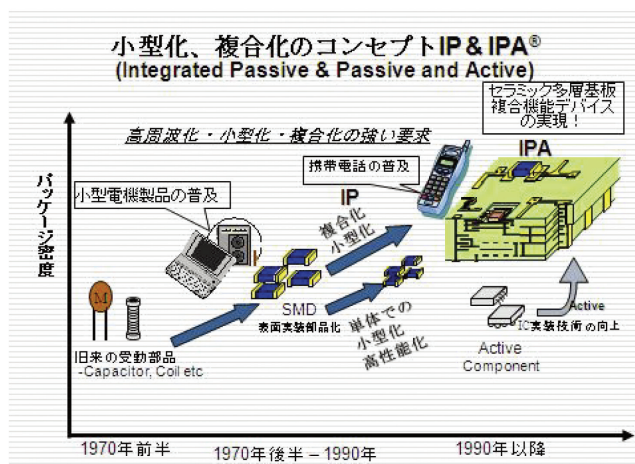 小型化、複合化のコンセプトIP & IPA®
(Integrated Passive & Passive and Active)
セラミック多層基板
複合機能デバイス
の実現！
高周波化・小型化・複合化の強い要求
IPA
携帯電話の普及
IP
小型電機製品の普及
パッケージ密度
複合化
小型化
M
SMD
表面実験部品化
単体での
小型化
高性能化
Active
IC実験技術の向上
旧来の受動部品
-Capacitor, Coil etc
Active
Component
1970年前半
1970年後半－1990年
1990年以降